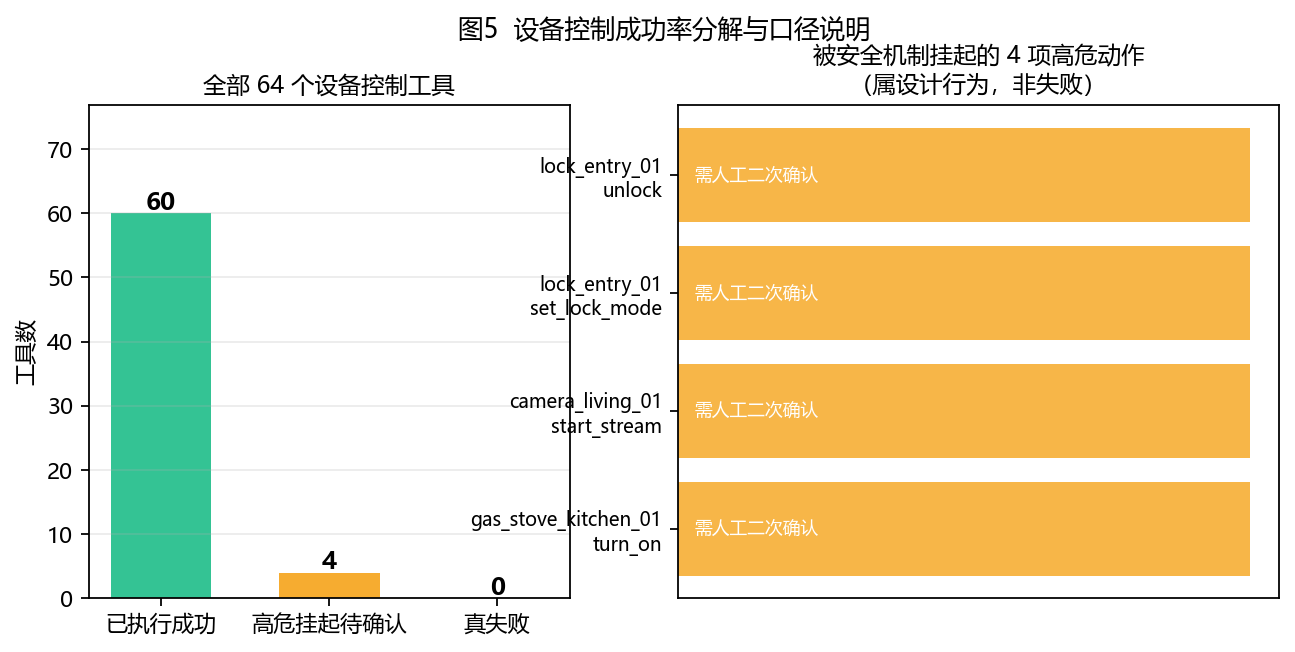 图5 设备控制成功率分解与口径说明
全部 64 个设备控制工具
工具数
70
60
50
40
30
20
10
0
60
4
0
已执行成功
高危挂起待确认
真失败
被安全机制挂起的 4 项高危动作
（属设计行为，非失败）
lock_entry_01
unlock
需人工二次确认
lock_entry_01
set_lock_mode
需人工二次确认
camera_living_01
start_stream
需人工二次确认
gas_stove_kitchen_01
turn_on
需人工二次确认